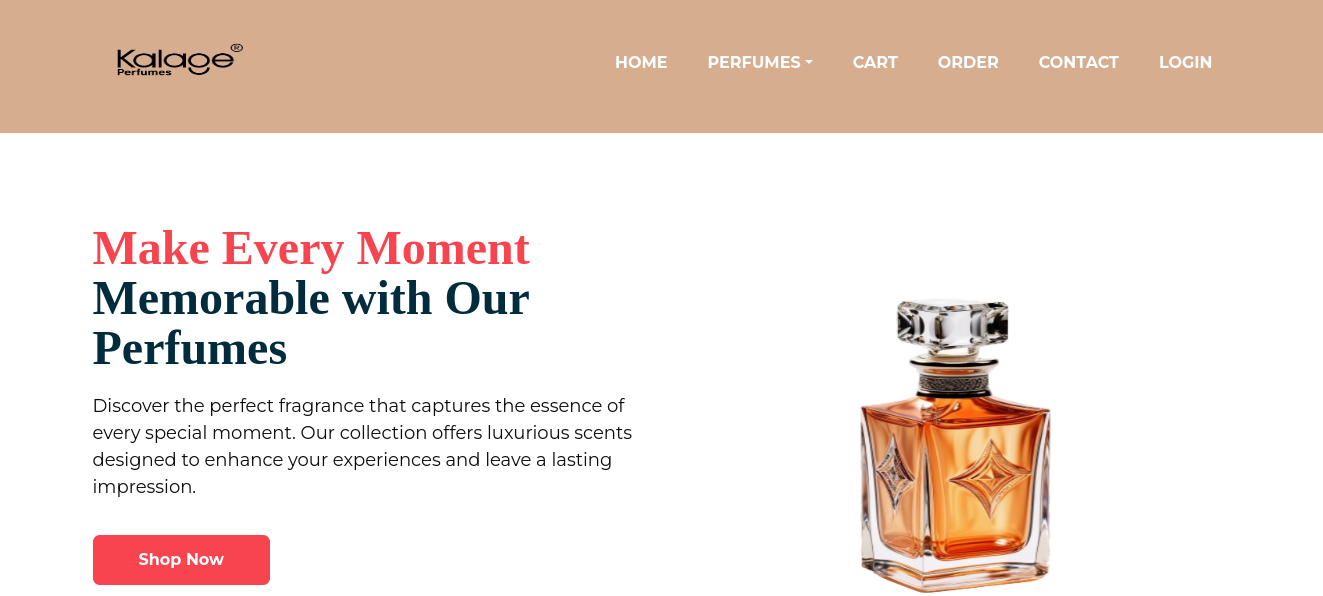 Kalage®
Perfumes
HOME PERFUMES CART ORDER CONTACT LOGIN
Make Every Moment
Memorable with Our
Perfumes
Discover the perfect fragrance that captures the essence of
every special moment. Our collection offers luxurious scents
designed to enhance your experiences and leave a lasting
impression.
Shop Now